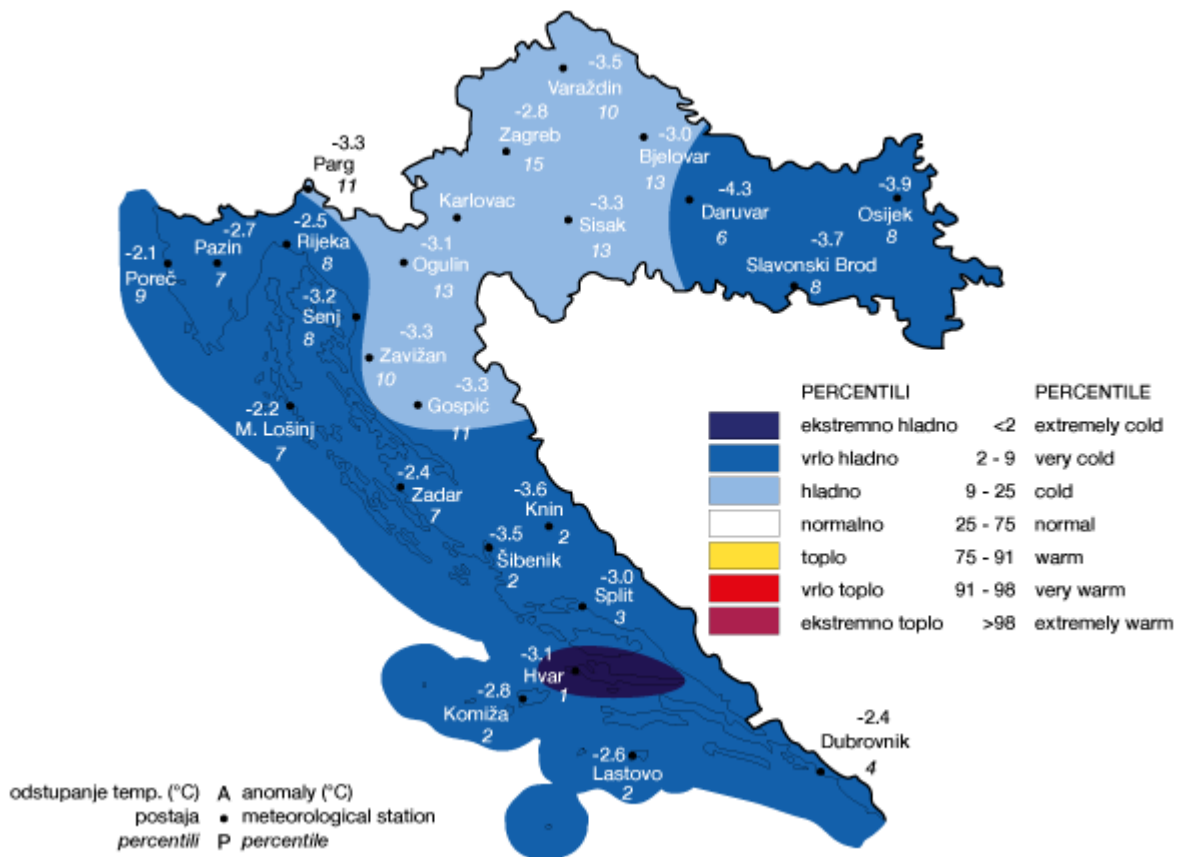 -3.5
Varaždin
10
-2.8
Zagreb
15
-3.0
Bjelovar
13
-3.3
Parg
11
Karlovac
-3.3
Sisak
13
-4.3
Daruvar
6
-3.9
Osijek
8
-3.7
Slavonski Brod
8
-2.1
Poreč
9
-2.7
Pazin
7
-2.5
Rijeka
8
-3.1
Ogulin
13
-3.2
Senj
8
-3.3
Zavižan
10
-3.3
Gospić
11
-2.2
M. Lošinj
7
-2.4
Zadar
7
-3.6
Knin
2
-3.5
Šibenik
2
-3.0
Split
3
-3.1
Hvar
1
-2.8
Komiža
2
-2.6
Lastovo
2
-2.4
Dubrovnik
4
PERCENTILI PERCENTILE
ekstremno hladno <2 extremely cold
vrlo hladno 2 - 9 very cold
hladno 9 - 25 cold
normalno 25 - 75 normal
toplo 75 - 91 warm
vrlo toplo 91 - 98 very warm
ekstremno toplo >98 extremely warm
odstupanje temp. (°C) A anomaly (°C)
postaja • meteorological station
percentili P percentile